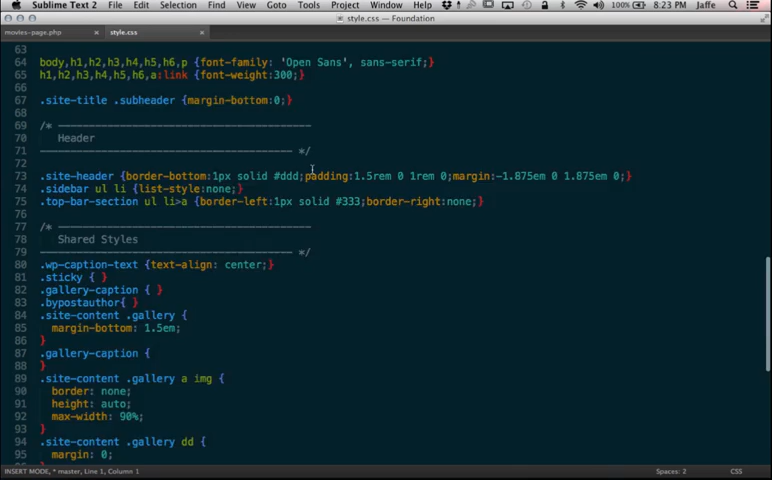 Sublime Text 2 File Edit Selection Find View Goto Tools Project Window Help 100% 8:23 PM Jaffe
style.css — Foundation
movies-page.php × style.css ×
63
64 body,h1,h2,h3,h4,h5,h6,p {font-family: 'Open Sans', sans-serif;}
65 h1,h2,h3,h4,h5,h6,a:link {font-weight:300;}
66
67 .site-title .subheader {margin-bottom:0;}
68
69 /* ————————————————————
70 Header
71 ———————————————————— */
72
73 .site-header {border-bottom:1px solid #ddd;padding:1.5rem 0 1rem 0;margin:-1.875em 0 1.875em 0;}
74 .sidebar ul li {list-style:none;}
75 .top-bar-section ul li>a {border-left:1px solid #333;border-right:none;}
76
77 /* ————————————————————
78 Shared Styles
79 ———————————————————— */
80 .wp-caption-text {text-align: center;}
81 .sticky { }
82 .gallery-caption { }
83 .bypostauthor{ }
84 .site-content .gallery {
85 margin-bottom: 1.5em;
86 }
87 .gallery-caption {
88 }
89 .site-content .gallery a img {
90 border: none;
91 height: auto;
92 max-width: 90%;
93 }
94 .site-content .gallery dd {
95 margin: 0;
96 }
INSERT MODE, * master, Line 1, Column 1 Spaces: 2 CSS